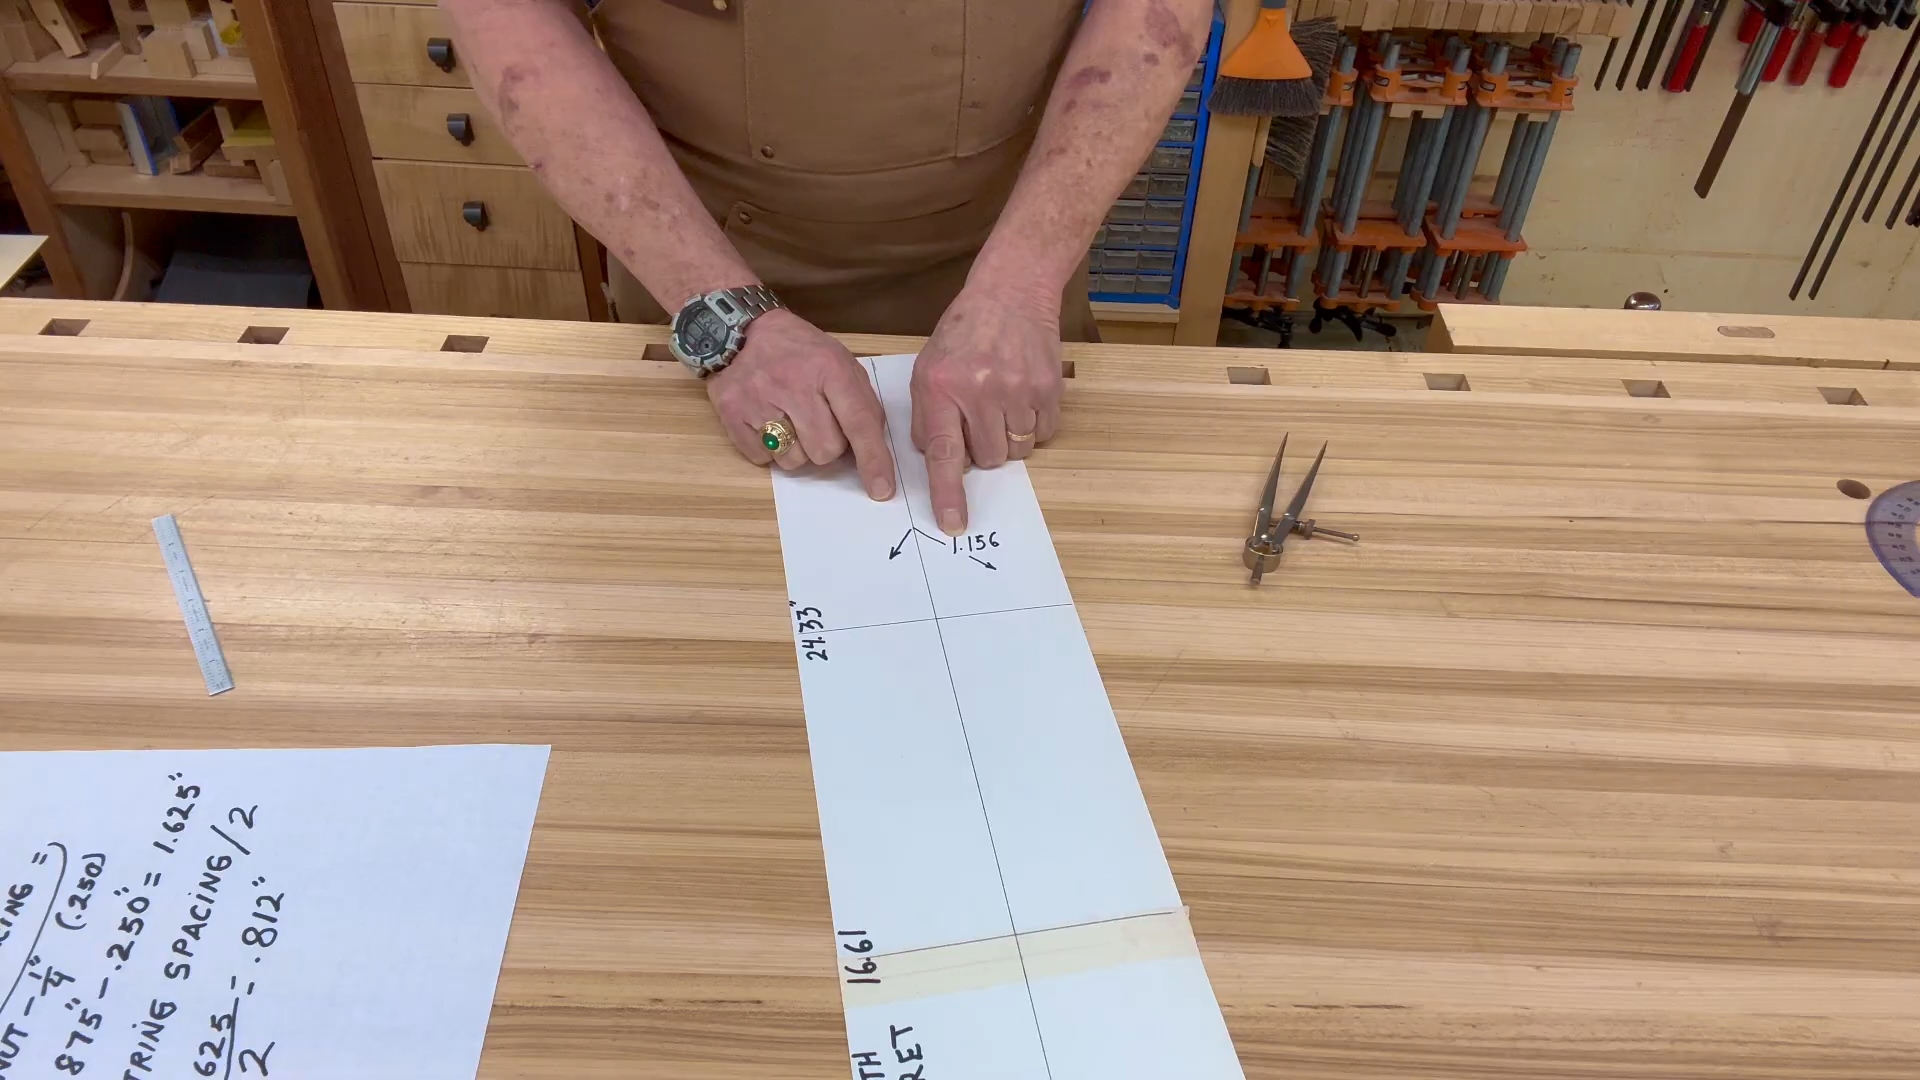 1.156
24.33"
16.61
TH
RET
CING =
NUT - 1"/4 (.250)
875" - .250" = 1.625"
TRING SPACING/2
625 = .812"
2